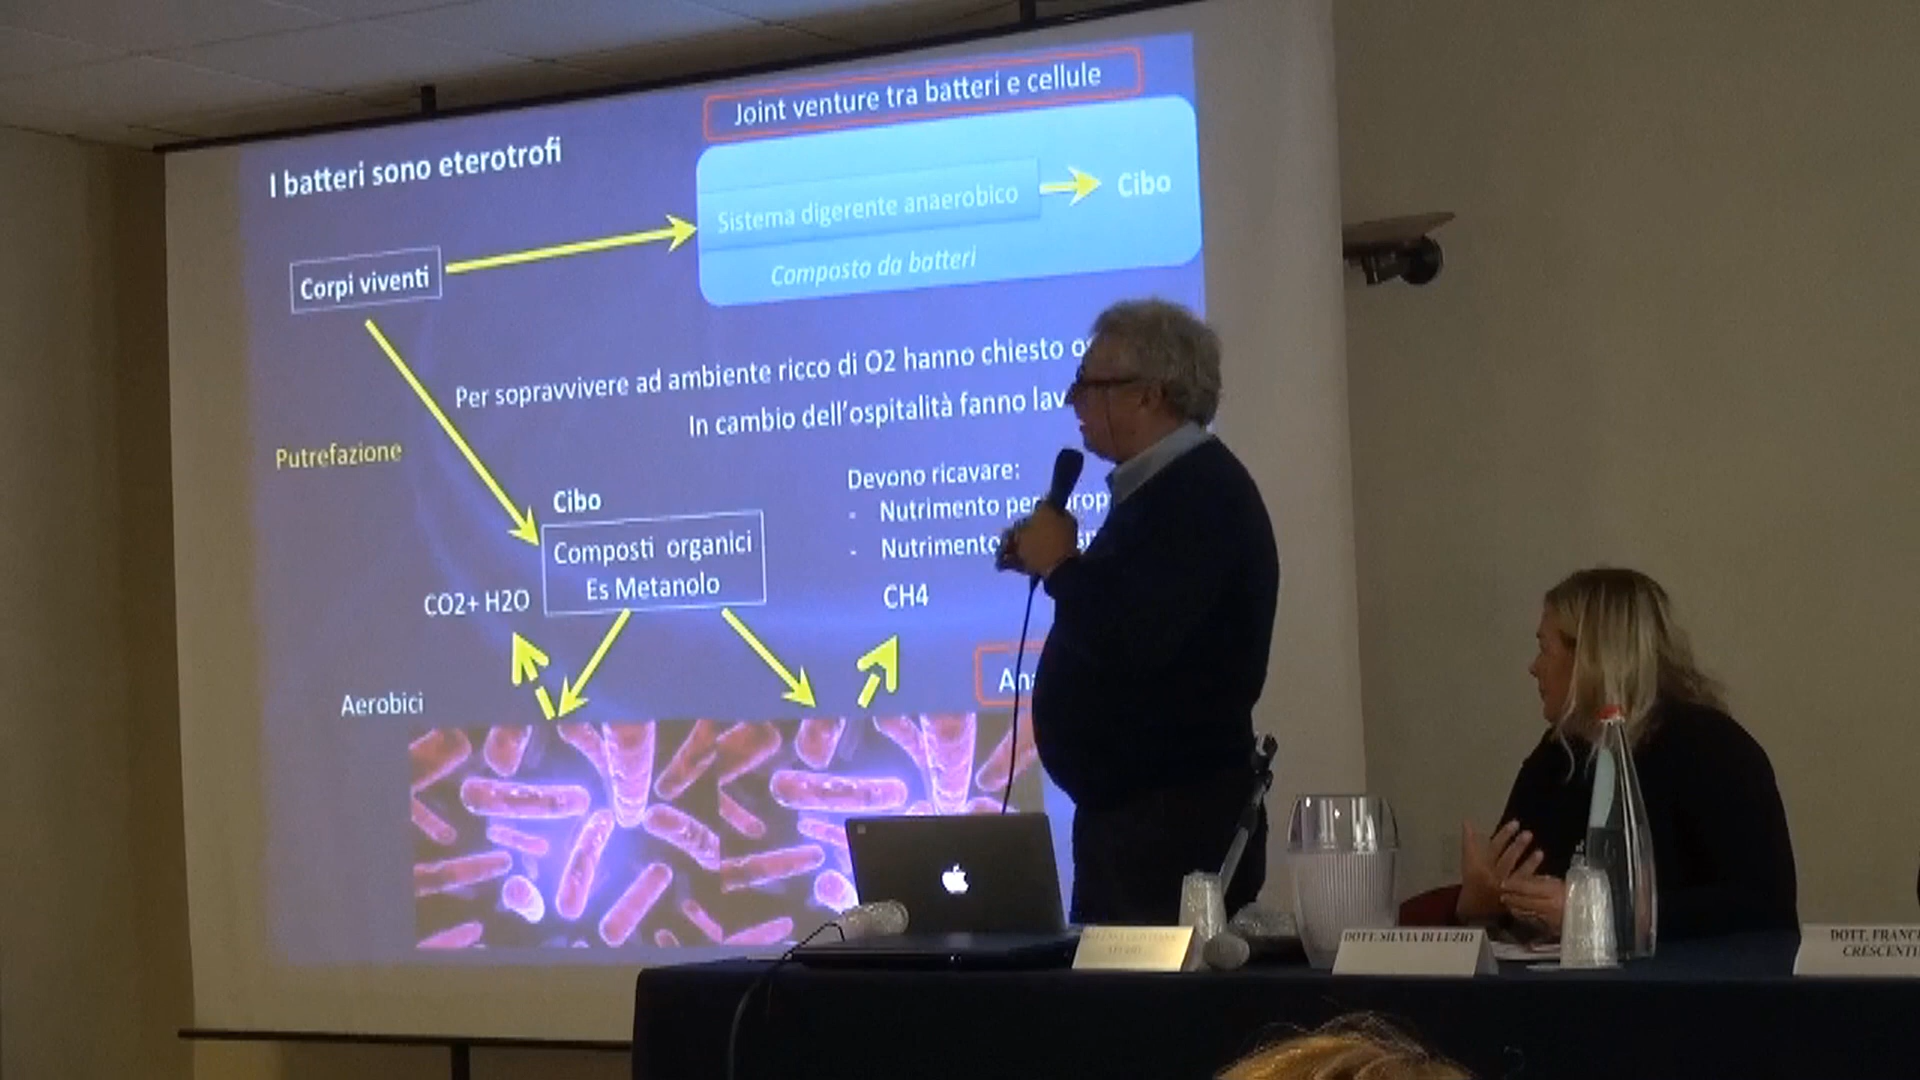 Joint venture tra batteri e cellule
I batteri sono eterotrofi
Sistema digerente anaerobico
Cibo
Composto da batteri
Corpi viventi
Per sopravvivere ad ambiente ricco di O2 hanno chiesto
In cambio dell'ospitalità fanno
Putrefazione
Devono ricavare:
- Nutrimento per
- Nutrimento
Cibo
Composti organici
Es Metanolo
CO2+ H2O
CH4
Aerobici
DOTT. SILVIA DI LUZIO
DOTT.